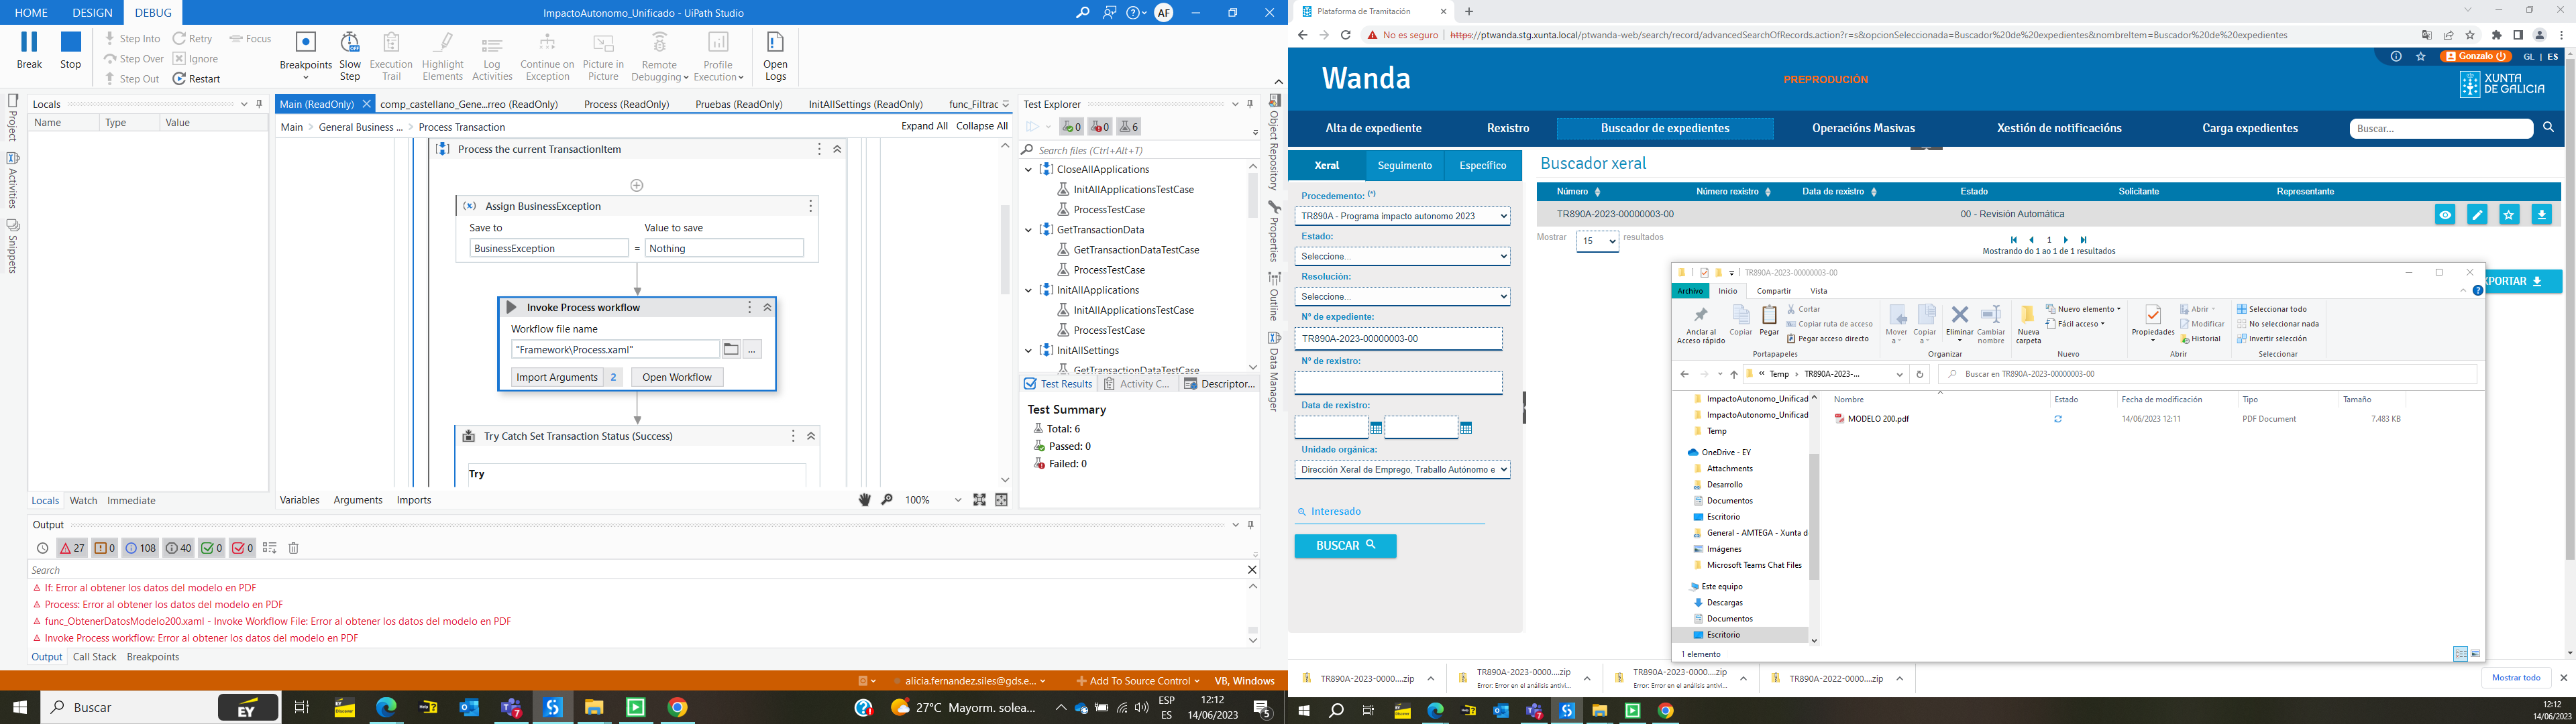 HOME DESIGN DEBUG
ImpactoAutonomo_Unificado - UiPath Studio
AF
Break
Stop
Step Into
Step Over
Step Out
Retry
Ignore
Restart
Focus
Breakpoints
Slow Step
Execution Trail
Highlight Elements
Log Activities
Continue on Exception
Picture in Picture
Remote Debugging
Profile Execution
Open Logs
Project
Activities
Snippets
Locals
Name Type Value
Locals Watch Immediate
Main (ReadOnly) comp_castellano_Gene...rreo (ReadOnly) Process (ReadOnly) Pruebas (ReadOnly) InitAllSettings (ReadOnly) func_Filtrac
Main > General Business ... > Process Transaction
Expand All Collapse All
Process the current TransactionItem
Assign BusinessException
Save to Value to save
BusinessException = Nothing
Invoke Process workflow
Workflow file name
"Framework\Process.xaml"
...
Import Arguments 2 Open Workflow
Try Catch Set Transaction Status (Success)
Try
Variables Arguments Imports
100%
Test Explorer
0 0 6
Search files (Ctrl+Alt+T)
CloseAllApplications
InitAllApplicationsTestCase
ProcessTestCase
GetTransactionData
GetTransactionDataTestCase
ProcessTestCase
InitAllApplications
InitAllApplicationsTestCase
ProcessTestCase
InitAllSettings
GetTransactionDataTestCase
Test Results Activity C... Descriptor...
Test Summary
Total: 6
Passed: 0
Failed: 0
Object Repository
Properties
Outline
Data Manager
Output
27 0 108 40 0 0
Search
If: Error al obtener los datos del modelo en PDF
Process: Error al obtener los datos del modelo en PDF
func_ObtenerDatosModelo200.xaml - Invoke Workflow File: Error al obtener los datos del modelo en PDF
Invoke Process workflow: Error al obtener los datos del modelo en PDF
Output Call Stack Breakpoints
alicia.fernandez.siles@gds.e...
Add To Source Control
VB, Windows
Buscar
EY
27°C Mayorm. solea...
ESP
ES
12:12
14/06/2023
5
Plataforma de Tramitación
No es seguro
https://ptwanda.stg.xunta.local/ptwanda-web/search/record/advancedSearchOfRecords.action?r=s&opcionSeleccionada=Buscador%20de%20expedientes&nombreItem=Buscador%20de%20expedientes
Wanda
PREPRODUCIÓN
Gonzalo
GL | ES
XUNTA
DE GALICIA
Alta de expediente Rexistro Buscador de expedientes Operacións Masivas Xestión de notificacións Carga expedientes
Buscar...
Xeral Seguimento Específico
Procedemento: (*)
TR890A - Programa impacto autonomo 2023
Estado:
Seleccione...
Resolución:
Seleccione...
Nº de expediente:
TR890A-2023-00000003-00
Nº de rexistro:
Data de rexistro:
Unidade orgánica:
Dirección Xeral de Emprego, Traballo Autónomo e
Interesado
BUSCAR
Buscador xeral
Número Número rexistro Data de rexistro Estado Solicitante Representante
TR890A-2023-00000003-00 00 - Revisión Automática
Mostrar 15 resultados
1
Mostrando do 1 ao 1 de 1 resultados
PORTAR
TR890A-2023-00000003-00
Archivo Inicio Compartir Vista
Anclar al Acceso rápido
Copiar
Pegar
Cortar
Copiar ruta de acceso
Pegar acceso directo
Portapapeles
Mover a
Copiar a
Eliminar
Cambiar nombre
Organizar
Nueva carpeta
Nuevo elemento
Fácil acceso
Nuevo
Propiedades
Abrir
Modificar
Historial
Abrir
Seleccionar todo
No seleccionar nada
Invertir selección
Seleccionar
« Temp > TR890A-2023-...
Buscar en TR890A-2023-00000003-00
ImpactoAutonomo_Unificad
ImpactoAutonomo_Unificad
Temp
OneDrive - EY
Attachments
Desarrollo
Documentos
Escritorio
General - AMTEGA - Xunta d
Imágenes
Microsoft Teams Chat Files
Este equipo
Descargas
Documentos
Escritorio
Nombre Estado Fecha de modificación Tipo Tamaño
MODELO 200.pdf 14/06/2023 12:11 PDF Document 7.483 KB
1 elemento
TR890A-2023-0000....zip
TR890A-2023-0000....zip
Error: Error en el análisis antivi...
TR890A-2023-0000....zip
Error: Error en el análisis antivi...
TR890A-2022-0000....zip
Mostrar todo
12:12
14/06/2023